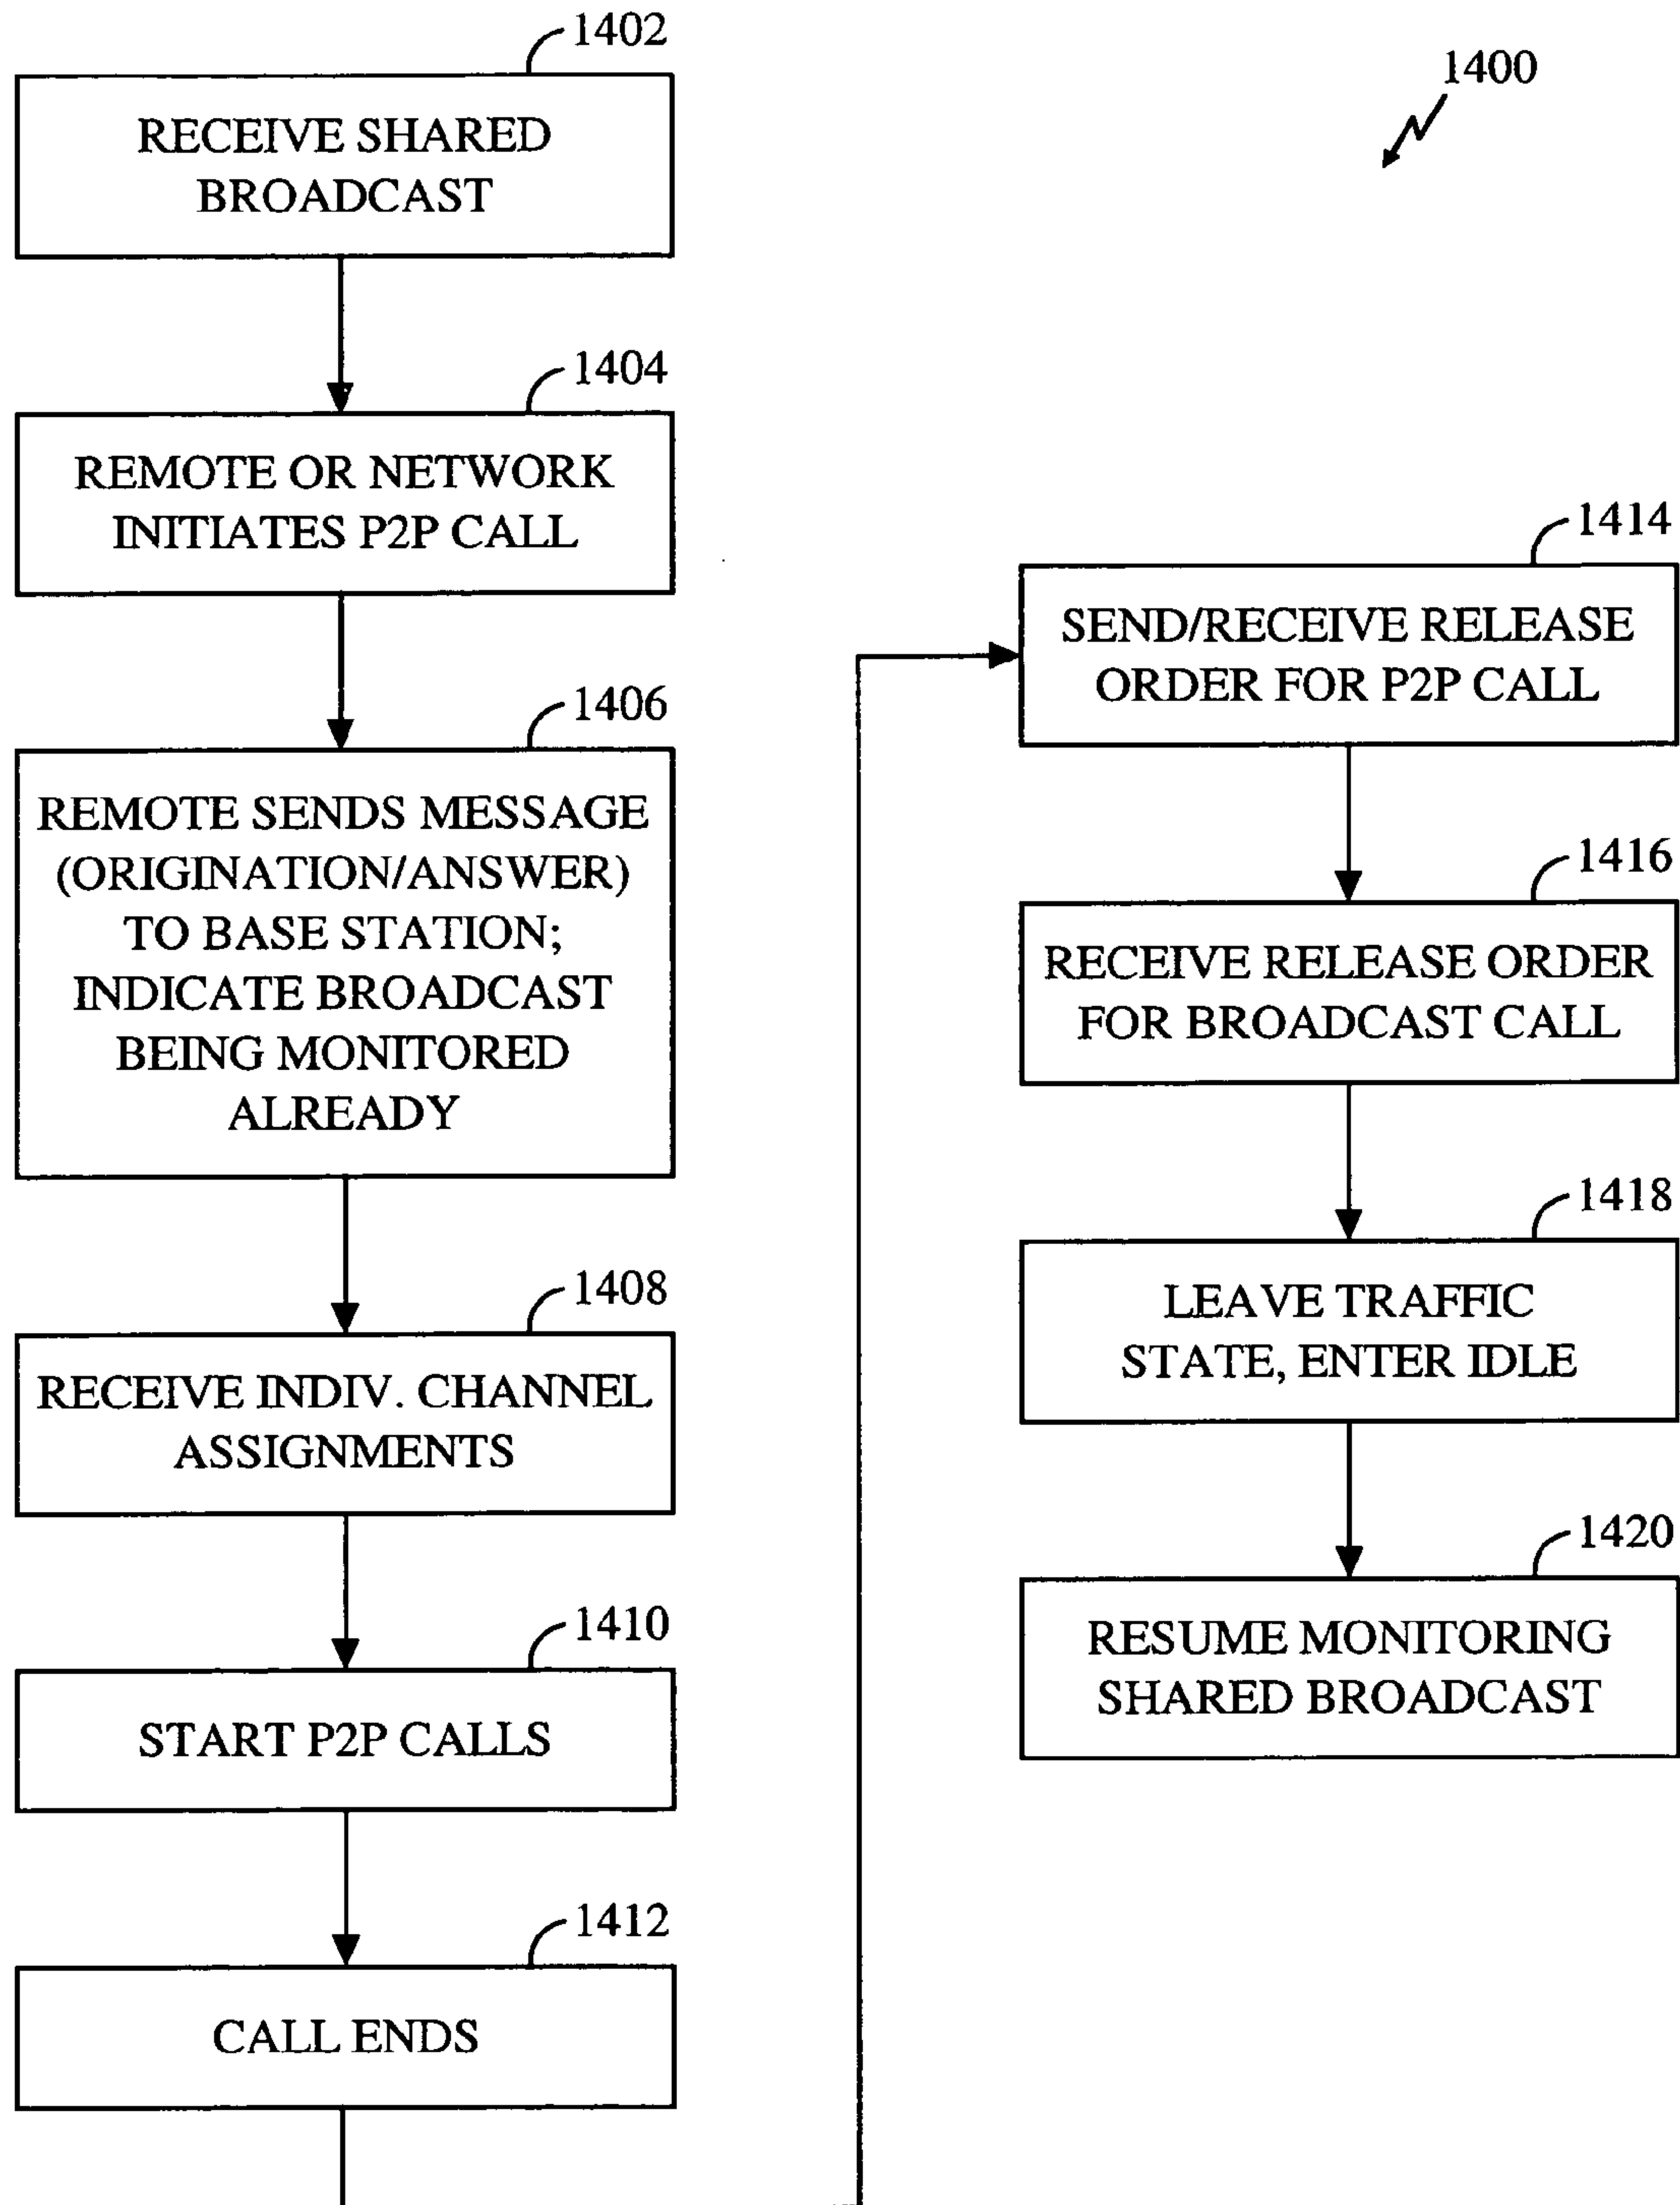 1400
1402
RECEIVE SHARED
BROADCAST
1404
REMOTE OR NETWORK
INITIATES P2P CALL
1406
REMOTE SENDS MESSAGE
(ORIGINATION/ANSWER)
TO BASE STATION;
INDICATE BROADCAST
BEING MONITORED
ALREADY
1408
RECEIVE INDIV. CHANNEL
ASSIGNMENTS
1410
START P2P CALLS
1412
CALL ENDS
1414
SEND/RECEIVE RELEASE
ORDER FOR P2P CALL
1416
RECEIVE RELEASE ORDER
FOR BROADCAST CALL
1418
LEAVE TRAFFIC
STATE, ENTER IDLE
1420
RESUME MONITORING
SHARED BROADCAST